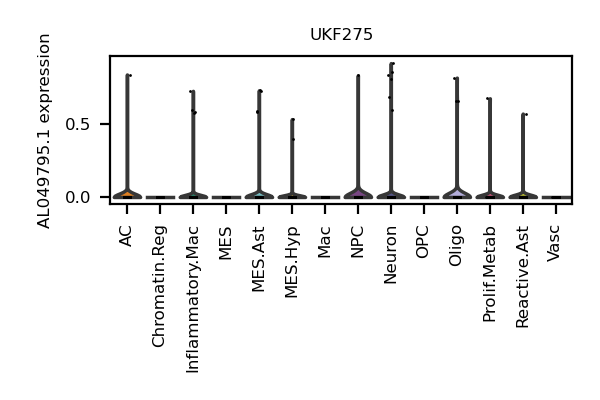 UKF275
AL049795.1 expression
0.5
0.0
AC
Chromatin.Reg
Inflammatory.Mac
MES
MES.Ast
MES.Hyp
Mac
NPC
Neuron
OPC
Oligo
Prolif.Metab
Reactive.Ast
Vasc